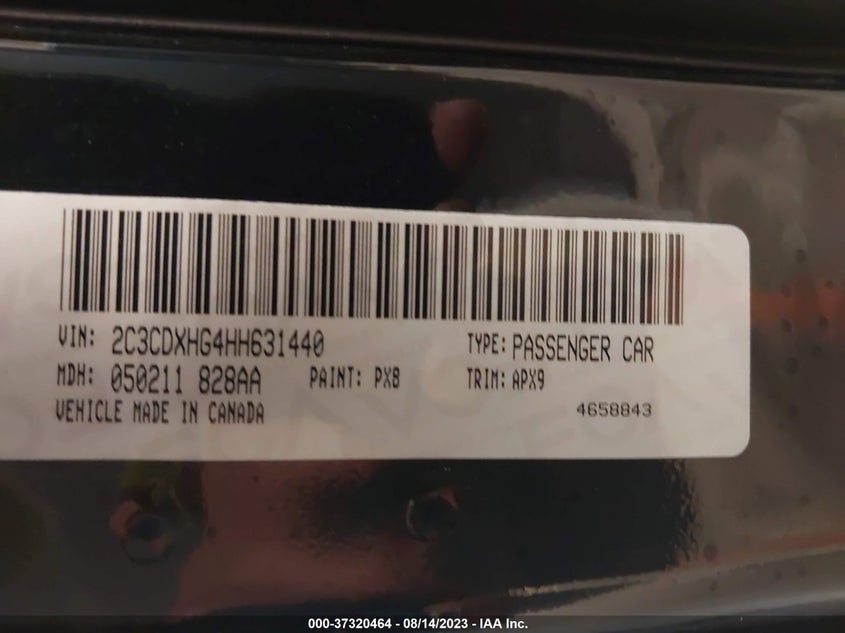 VIN: 2C3CDXHG4HH631440 TYPE: PASSENGER CAR
MDH: 050211 828AA PAINT: PX8 TRIM: APX9
VEHICLE MADE IN CANADA 4658843
000-37320464 - 08/14/2023 - IAA Inc.